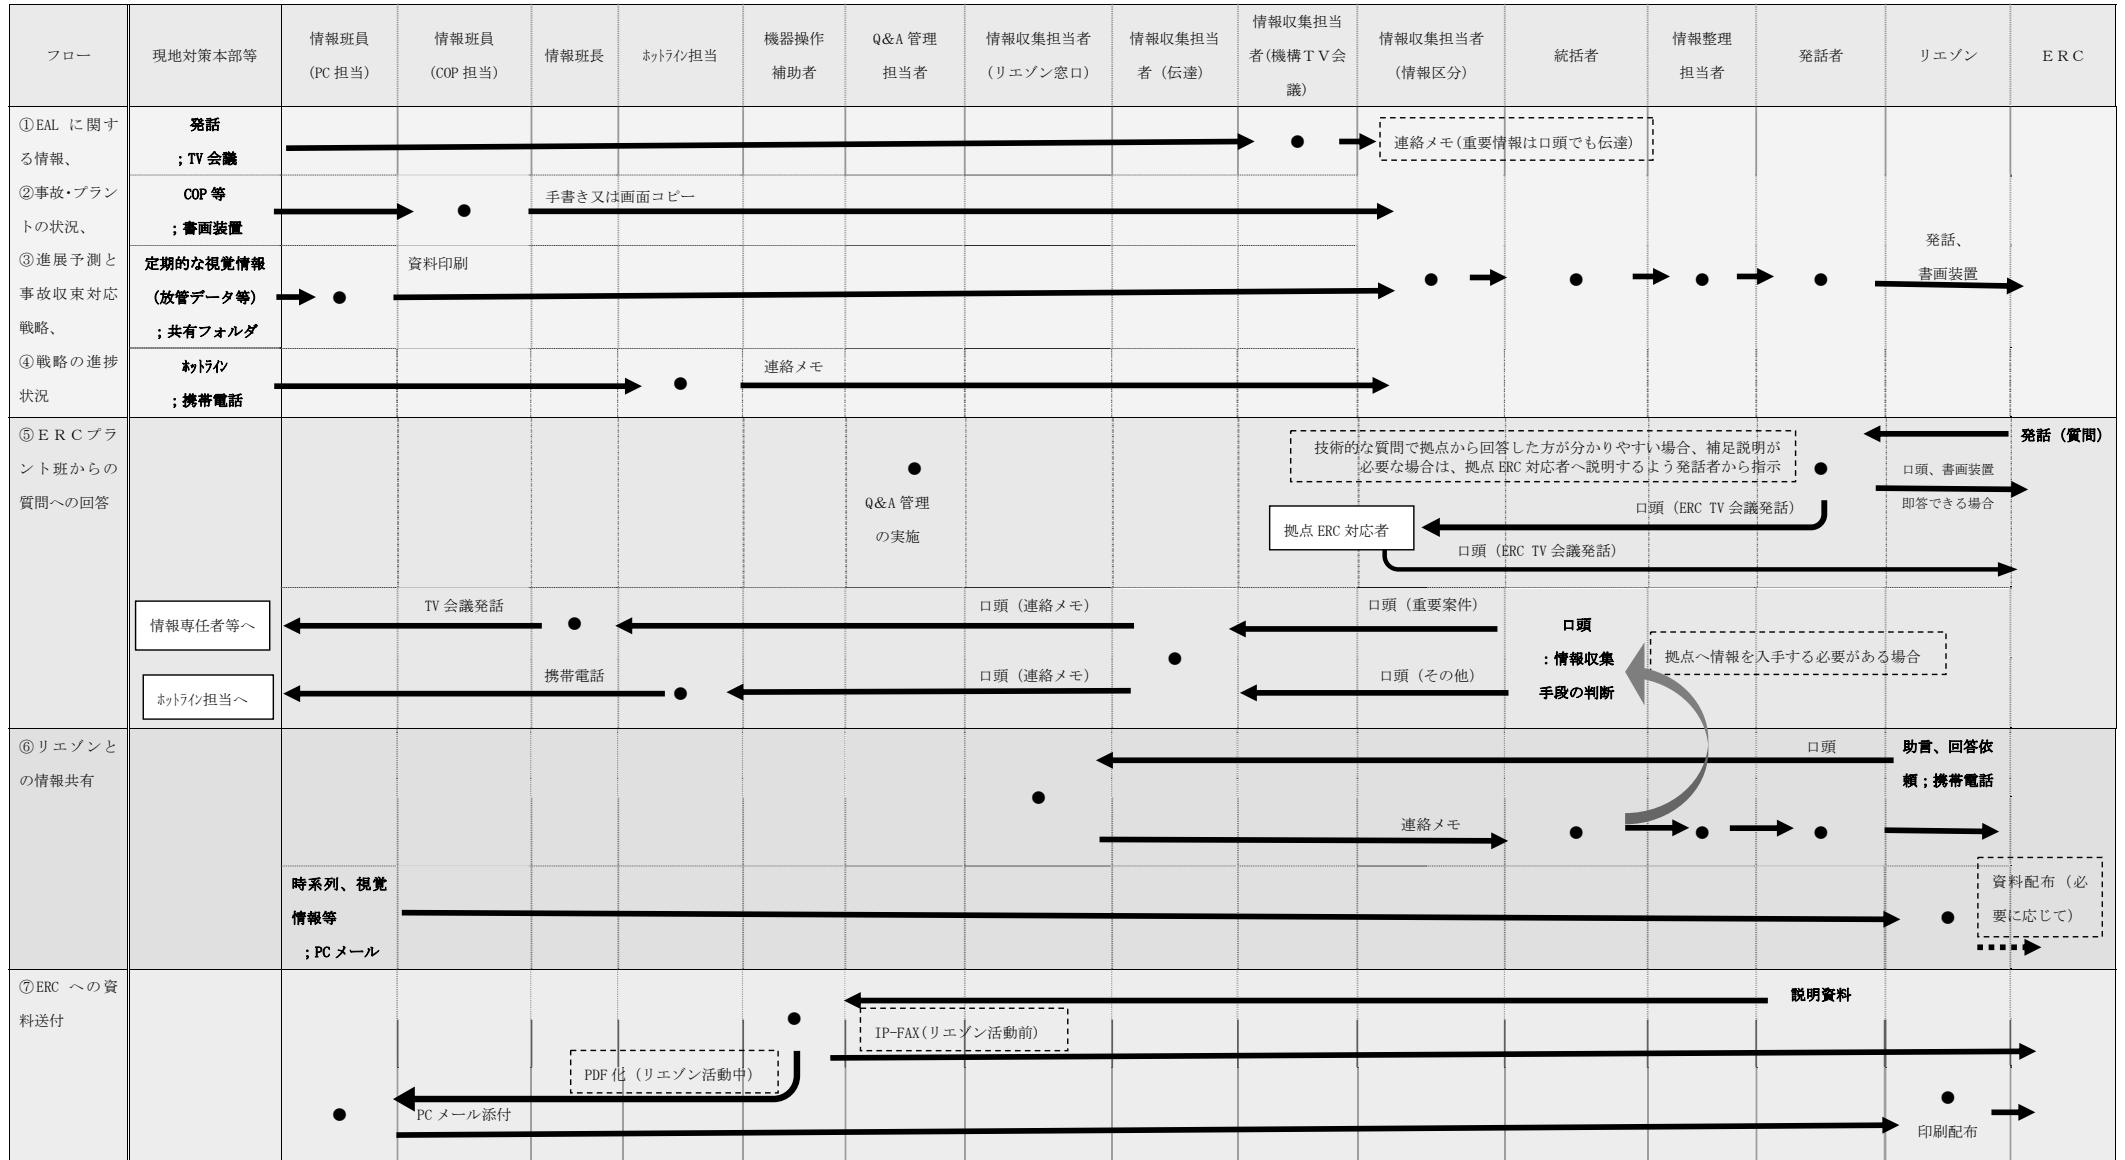 フロー
現地対策本部等
情報班員
(PC 担当)
情報班員
(COP 担当)
情報班長
ﾎｯﾄﾗｲﾝ担当
機器操作
補助者
Q&A 管理
担当者
情報収集担当者
(リエゾン窓口)
情報収集担当
者（伝達）
情報収集担当
者(機構ＴＶ会
議)
情報収集担当者
(情報区分)
統括者
情報整理
担当者
発話者
リエゾン
ＥＲＣ
①EAL に関す
る情報、
②事故・プラン
トの状況、
③進展予測と
事故収束対応
戦略、
④戦略の進捗
状況
発話
；TV 会議
連絡メモ(重要情報は口頭でも伝達)
COP 等
；書画装置
手書き又は画面コピー
定期的な視覚情報
(放管データ等)
；共有フォルダ
資料印刷
発話、
書画装置
ﾎｯﾄﾗｲﾝ
；携帯電話
連絡メモ
⑤ＥＲＣプラ
ント班からの
質問への回答
発話（質問）
技術的な質問で拠点から回答した方が分かりやすい場合、補足説明が
必要な場合は、拠点 ERC 対応者へ説明するよう発話者から指示
口頭、書画装置
即答できる場合
Q&A 管理
の実施
口頭（ERC TV 会議発話）
拠点 ERC 対応者
口頭（ERC TV 会議発話）
情報専任者等へ
TV 会議発話
口頭（連絡メモ）
口頭（重要案件）
口頭
：情報収集
手段の判断
拠点へ情報を入手する必要がある場合
ﾎｯﾄﾗｲﾝ担当へ
携帯電話
口頭（連絡メモ）
口頭（その他）
⑥リエゾンと
の情報共有
口頭
助言、回答依
頼；携帯電話
連絡メモ
時系列、視覚
情報等
；PC メール
資料配布（必
要に応じて）
⑦ERC への資
料送付
説明資料
IP-FAX(リエゾン活動前)
PDF 化（リエゾン活動中）
PC メール添付
印刷配布